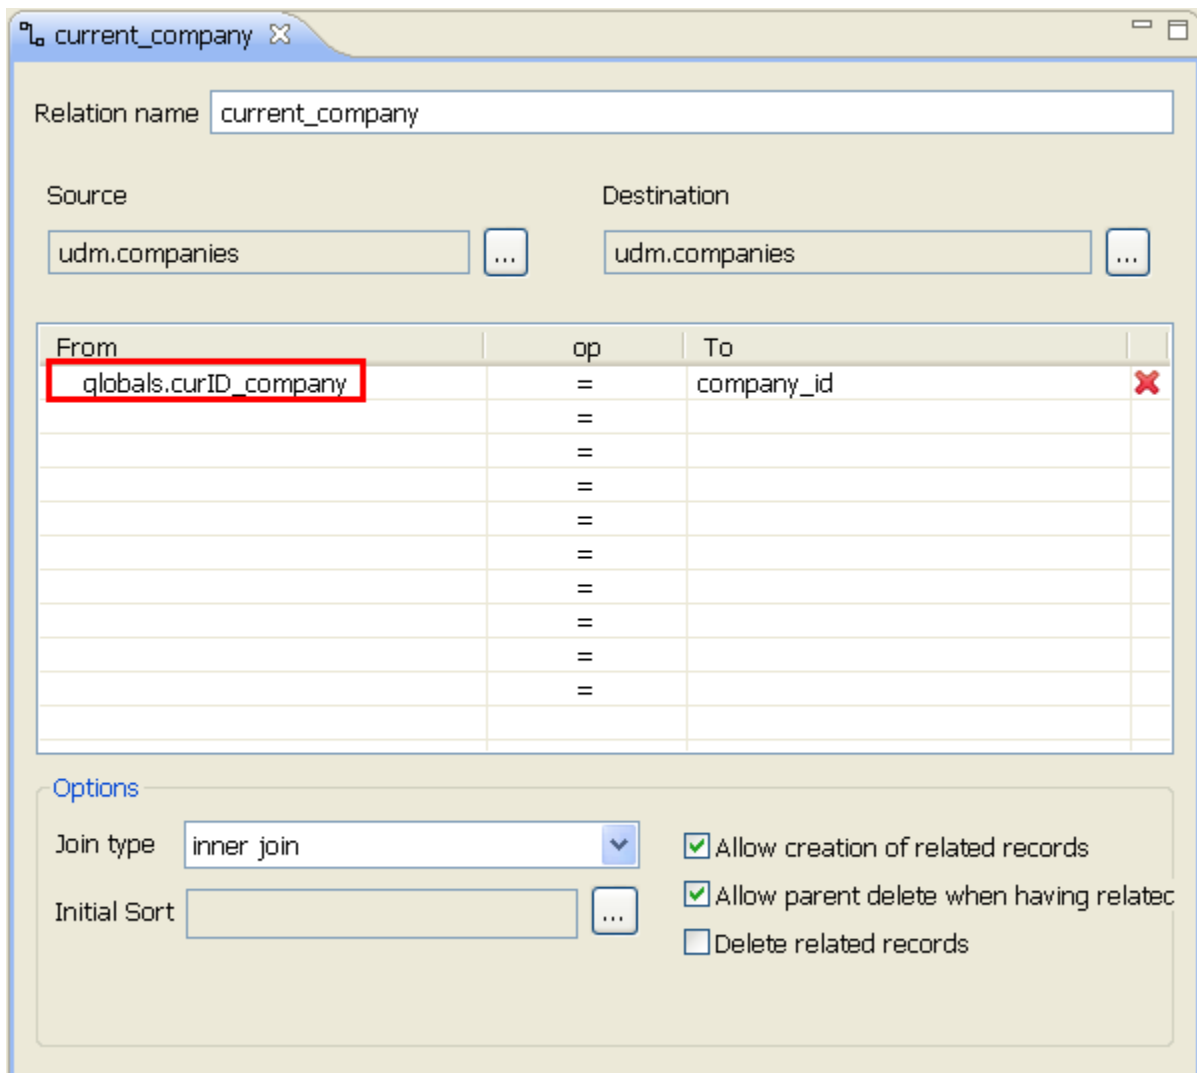 current_company
Relation name current_company
Source Destination
udm.companies ... udm.companies ...
From op To
globals.curID_company = company_id
=
=
=
=
=
=
=
=
=
Options
Join type inner join Allow creation of related records
Allow parent delete when having related
Initial Sort ... Delete related records